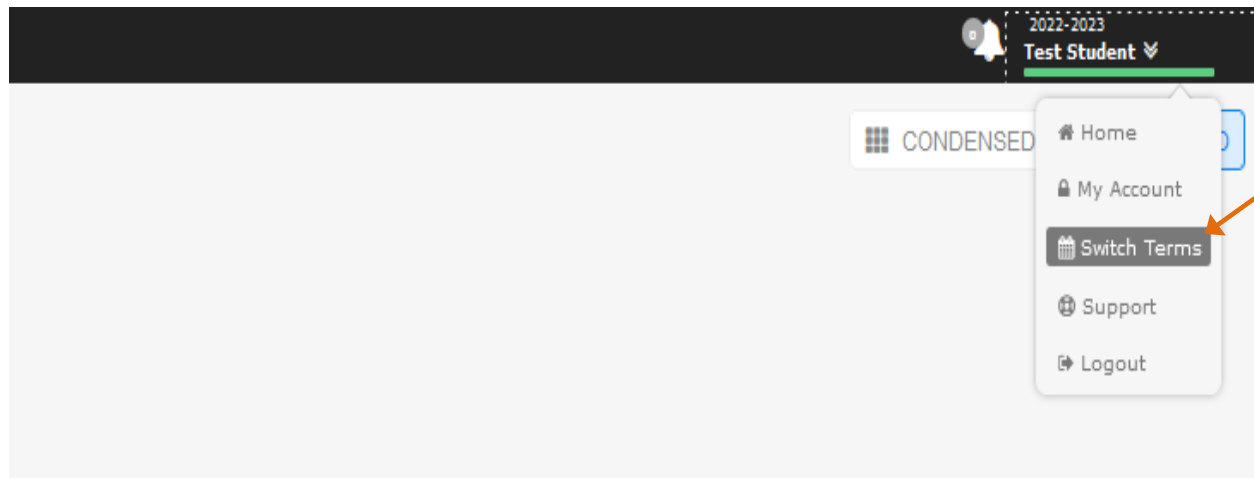 0
2022-2023
Test Student
CONDENSED
Home
My Account
Switch Terms
Support
Logout